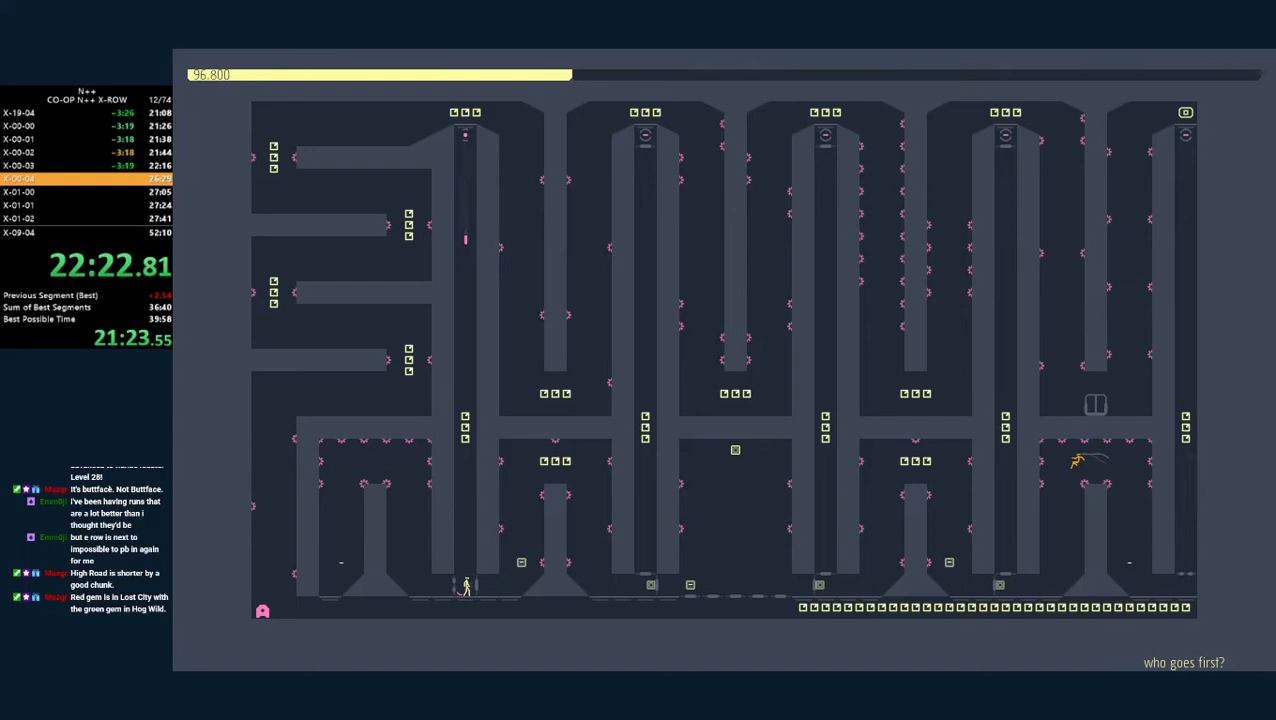 96.800
N++
CO-OP N++ X-ROW 12/74
X-19-04 -3:26 21:08
X-00-00 -3:19 21:26
X-00-01 -3:18 21:38
X-00-02 -3:18 21:44
X-00-03 -3:19 22:16
X-00-04 26:29
X-01-00 27:05
X-01-01 27:24
X-01-02 27:41
X-09-04 52:10
22:22.81
Previous Segment (Best) +2.54
Sum of Best Segments 36:40
Best Possible Time 39:58
21:23.55
Level 28!
It's buttfacè. Not Buttface.
I've been having runs that
are a lot better than i
thought they'd be
but e row is next to
impossible to pb in again
for me
High Road is shorter by a
good chunk.
Red gem is in Lost City with
the green gem in Hog Wild.
who goes first?